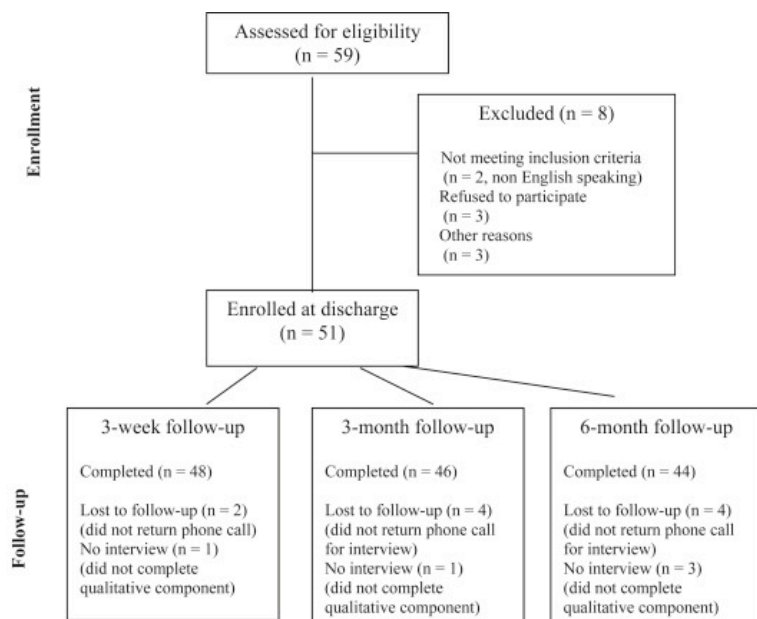 Assessed for eligibility
(n = 59)
Enrollment
Excluded (n = 8)
Not meeting inclusion criteria
(n = 2, non English speaking)
Refused to participate
(n = 3)
Other reasons
(n = 3)
Enrolled at discharge
(n = 51)
Follow-up
3-week follow-up
Completed (n = 48)
Lost to follow-up (n = 2)
(did not return phone call)
No interview (n = 1)
(did not complete
qualitative component)
3-month follow-up
Completed (n = 46)
Lost to follow-up (n = 4)
(did not return phone call
for interview)
No interview (n = 1)
(did not complete
qualitative component)
6-month follow-up
Completed (n = 44)
Lost to follow-up (n = 4)
(did not return phone call
for interview)
No interview (n = 3)
(did not complete
qualitative component)